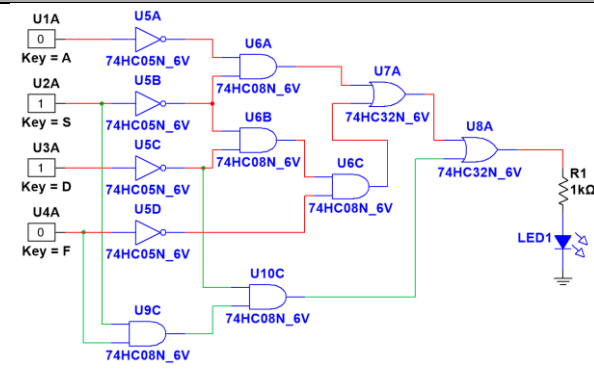 U1A
0
Key = A
U2A
1
Key = S
U3A
1
Key = D
U4A
0
Key = F
U5A
74HC05N_6V
U5B
74HC05N_6V
U5C
74HC05N_6V
U5D
74HC05N_6V
U6A
74HC08N_6V
U6B
74HC08N_6V
U6C
74HC08N_6V
U7A
74HC32N_6V
U8A
74HC32N_6V
R1
1kΩ
LED1
U10C
74HC08N_6V
U9C
74HC08N_6V